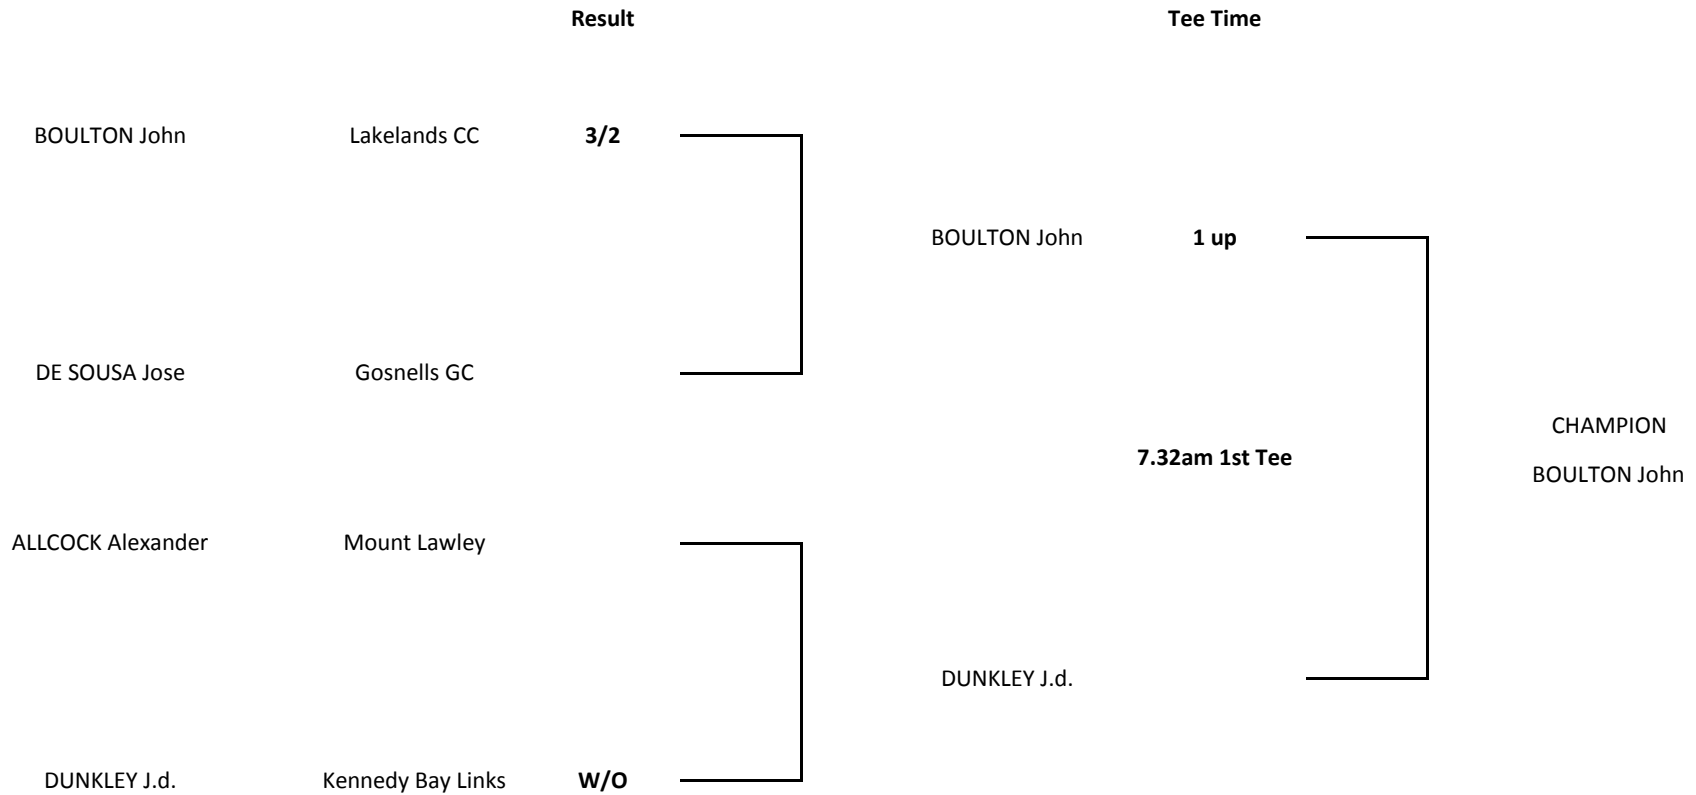 Result Tee Time
BOULTON John Lakelands CC 3/2
BOULTON John 1 up
DE SOUSA Jose Gosnells GC
CHAMPION
7.32am 1st Tee
BOULTON John
ALLCOCK Alexander Mount Lawley
DUNKLEY J.d.
DUNKLEY J.d. Kennedy Bay Links W/O